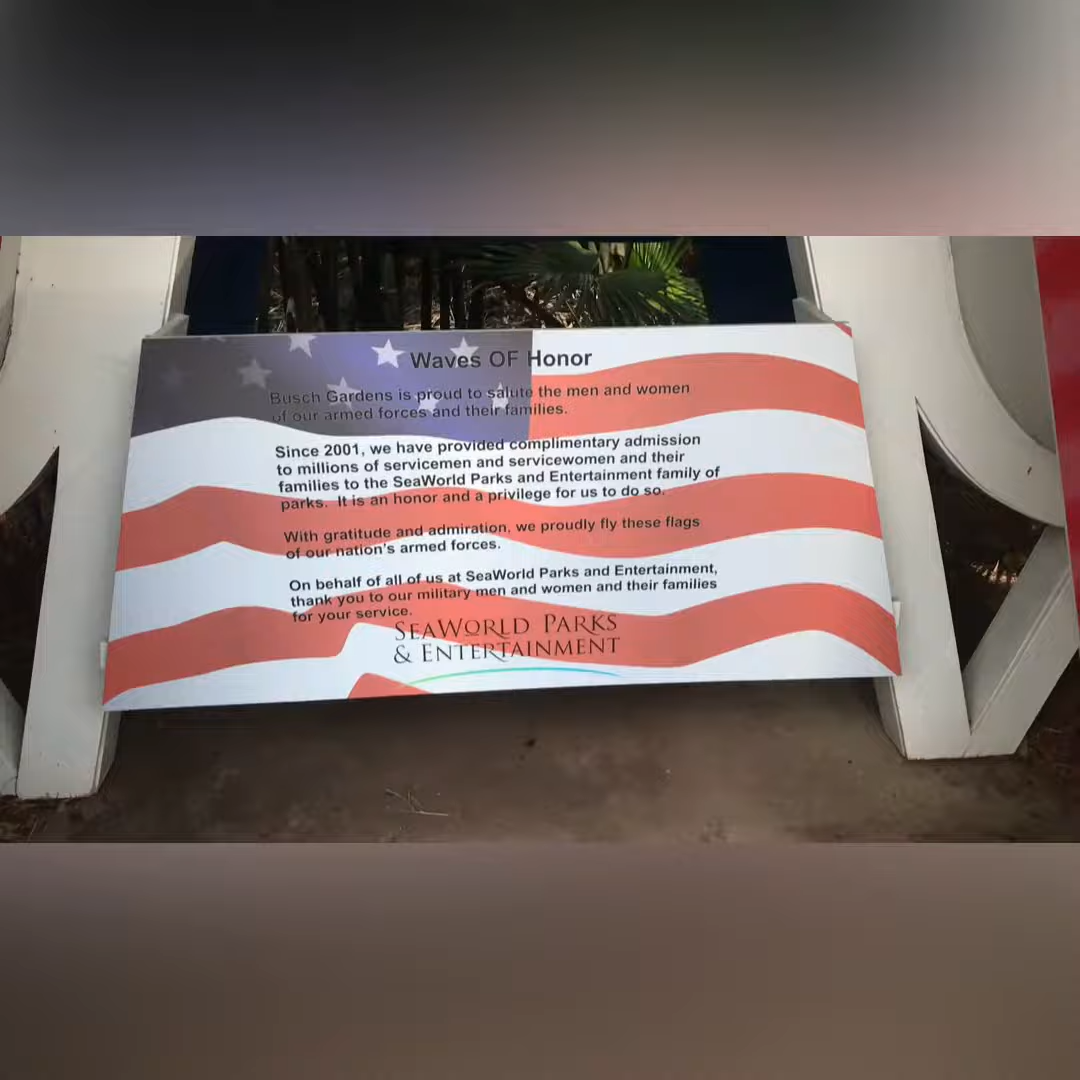 Waves OF Honor
Busch Gardens is proud to salute the men and women
of our armed forces and their families.
Since 2001, we have provided complimentary admission
to millions of servicemen and servicewomen and their
families to the SeaWorld Parks and Entertainment family of
parks. It is an honor and a privilege for us to do so.
With gratitude and admiration, we proudly fly these flags
of our nation's armed forces.
On behalf of all of us at SeaWorld Parks and Entertainment,
thank you to our military men and women and their families
for your service.
SEAWORLD PARKS
& ENTERTAINMENT